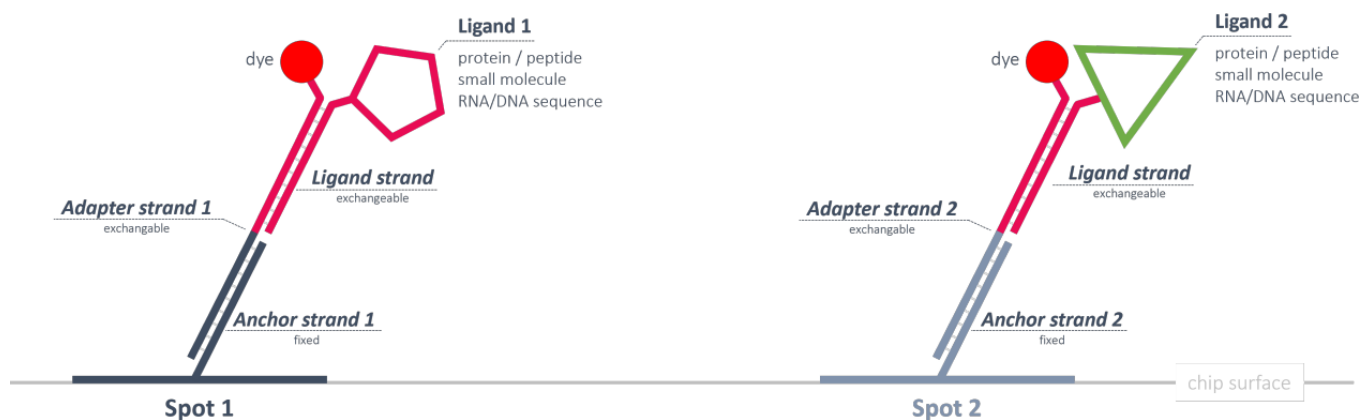 Ligand 1
dye
protein / peptide
small molecule
RNA/DNA sequence
Ligand strand
exchangeable
Adapter strand 1
exchangable
Anchor strand 1
fixed
Spot 1
Ligand 2
dye
protein / peptide
small molecule
RNA/DNA sequence
Ligand strand
exchangeable
Adapter strand 2
exchangable
Anchor strand 2
fixed
chip surface
Spot 2